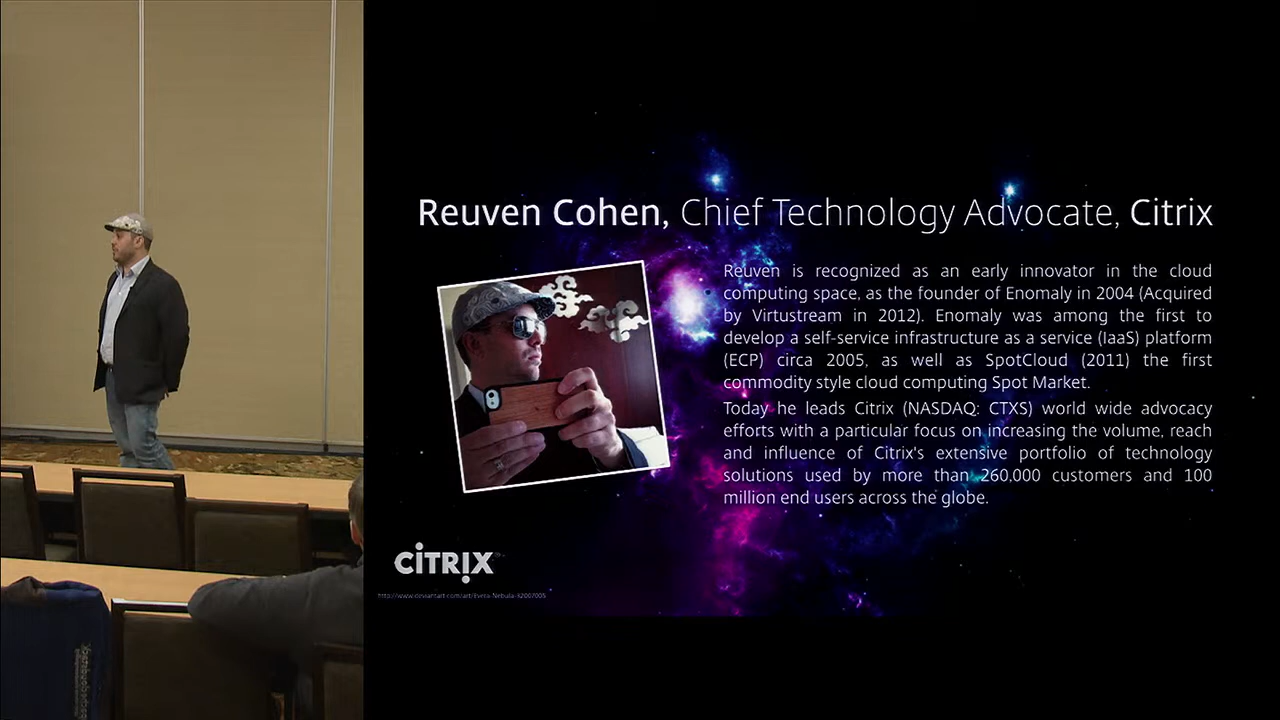 Reuven Cohen, Chief Technology Advocate, Citrix
Reuven is recognized as an early innovator in the cloud
computing space, as the founder of Enomaly in 2004 (Acquired
by Virtustream in 2012). Enomaly was among the first to
develop a self-service infrastructure as a service (IaaS) platform
(ECP) circa 2005, as well as SpotCloud (2011) the first
commodity style cloud computing Spot Market.
Today he leads Citrix (NASDAQ: CTXS) world wide advocacy
efforts with a particular focus on increasing the volume, reach
and influence of Citrix's extensive portfolio of technology
solutions used by more than 260,000 customers and 100
million end users across the globe.
CiTRIX